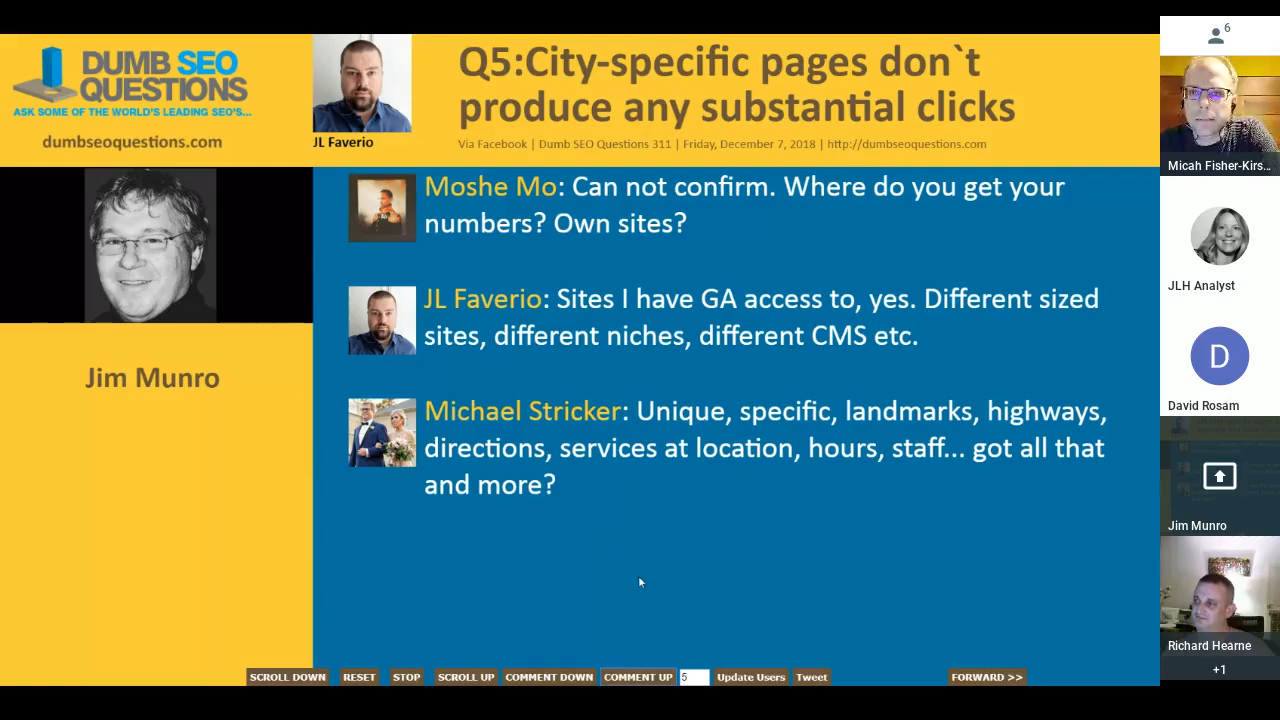 DUMB SEO
QUESTIONS
ASK SOME OF THE WORLD'S LEADING SEO'S...
dumbseoquestions.com
JL Faverio
Q5:City-specific pages don`t
produce any substantial clicks
Via Facebook | Dumb SEO Questions 311 | Friday, December 7, 2018 | http://dumbseoquestions.com
Jim Munro
Moshe Mo: Can not confirm. Where do you get your
numbers? Own sites?
JL Faverio: Sites I have GA access to, yes. Different sized
sites, different niches, different CMS etc.
Michael Stricker: Unique, specific, landmarks, highways,
directions, services at location, hours, staff... got all that
and more?
SCROLL DOWN RESET STOP SCROLL UP COMMENT DOWN COMMENT UP 5 Update Users Tweet FORWARD >>
6
Micah Fisher-Kirs...
JLH Analyst
D
David Rosam
Jim Munro
Richard Hearne
+1